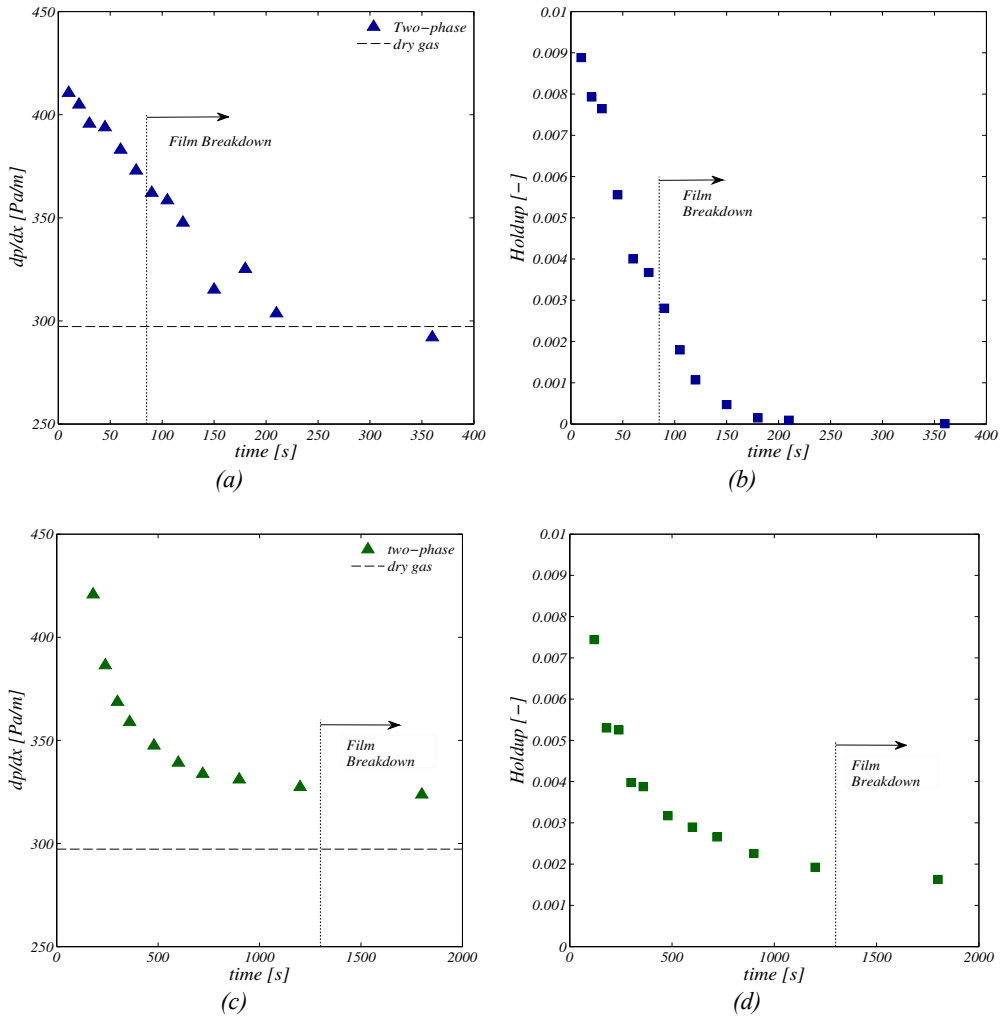 450
400
350
300
250
dp/dx [Pa/m]
Two−phase
dry gas
Film Breakdown
0 50 100 150 200 250 300 350 400
time [s]
(a)
0.01
0.009
0.008
0.007
0.006
0.005
0.004
0.003
0.002
0.001
0
Holdup [−]
Film
Breakdown
0 50 100 150 200 250 300 350 400
time [s]
(b)
450
400
350
300
250
dp/dx [Pa/m]
two−phase
dry gas
Film
Breakdown
0 500 1000 1500 2000
time [s]
(c)
0.01
0.009
0.008
0.007
0.006
0.005
0.004
0.003
0.002
0.001
0
Holdup [−]
Film
Breakdown
0 500 1000 1500 2000
time [s]
(d)